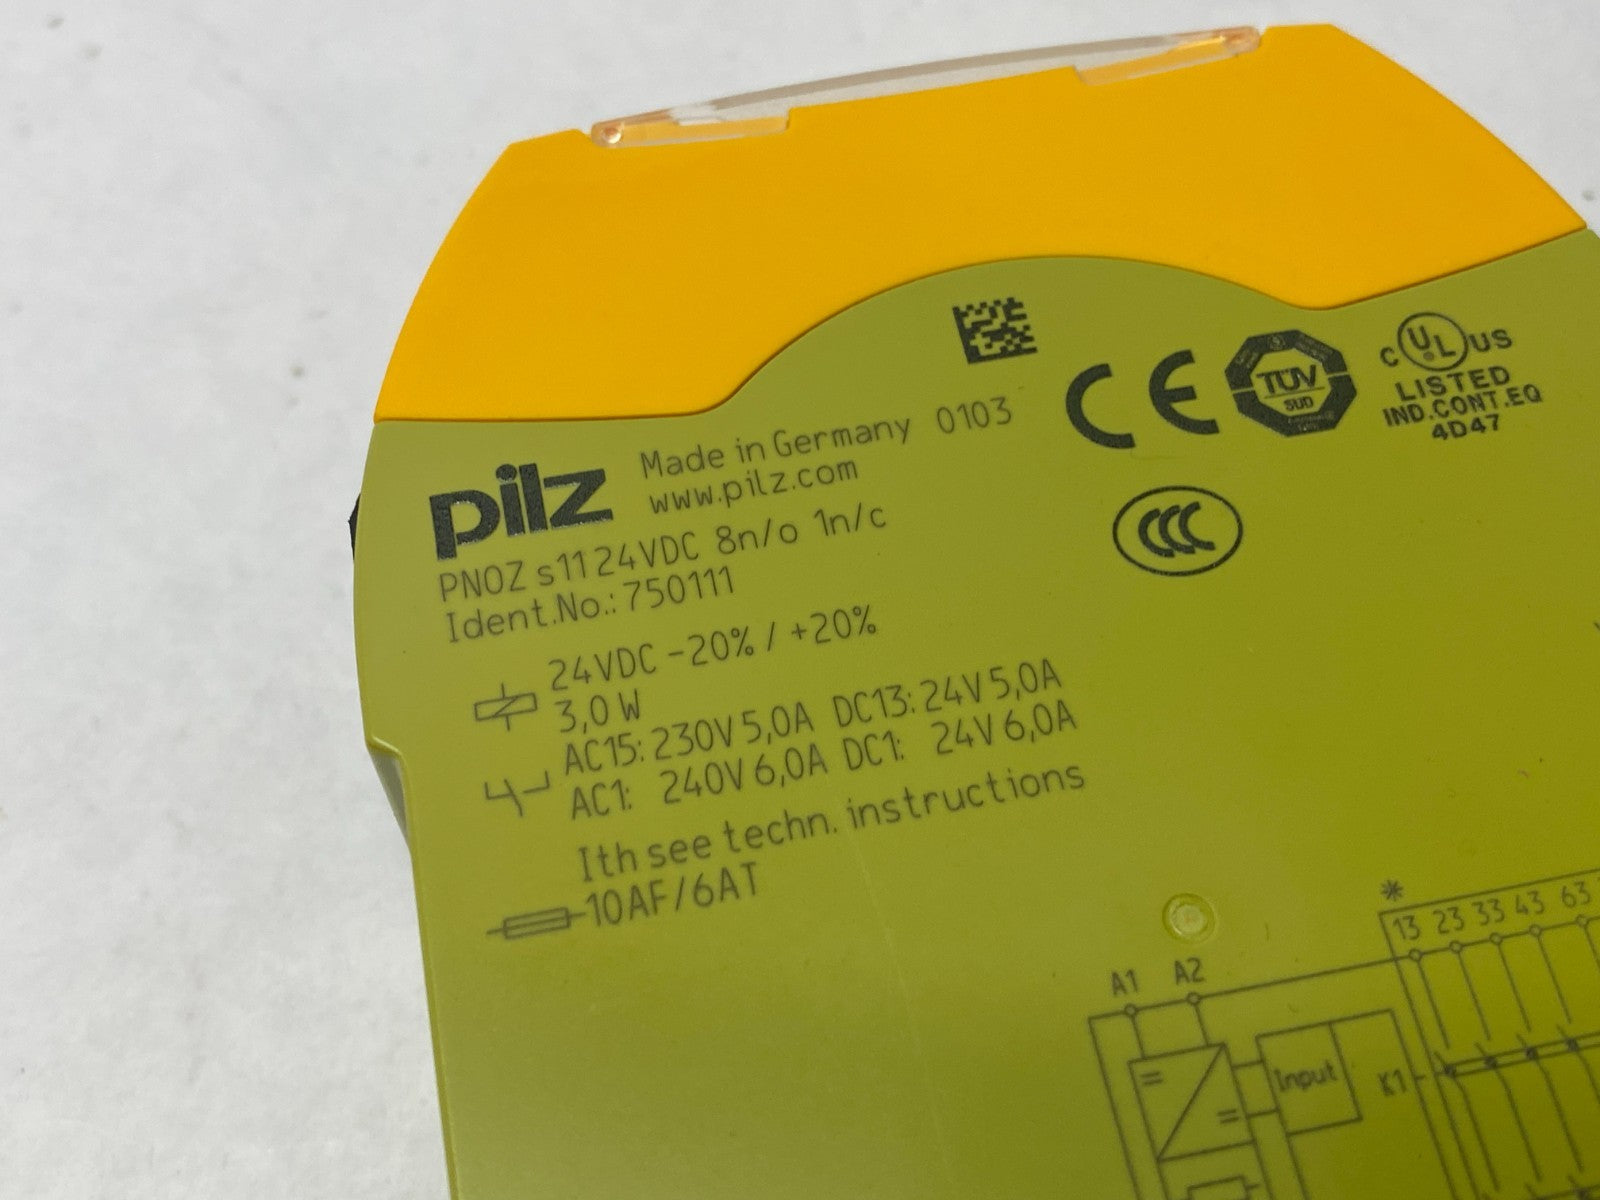 pilz
Made in Germany 0103
www.pilz.com
PNOZ s11 24VDC 8n/o 1n/c
Ident.No.: 750111
24VDC -20% / +20%
3,0 W
AC15: 230V 5,0A DC13: 24V 5,0A
AC1: 240V 6,0A DC1: 24V 6,0A
Ith see techn. instructions
10AF/6AT
CE
TÜV
SÜD
C UL US
LISTED
IND.CONT.EQ
4D47
CCC
* 13 23 33 43 63
A1 A2
Input
K1